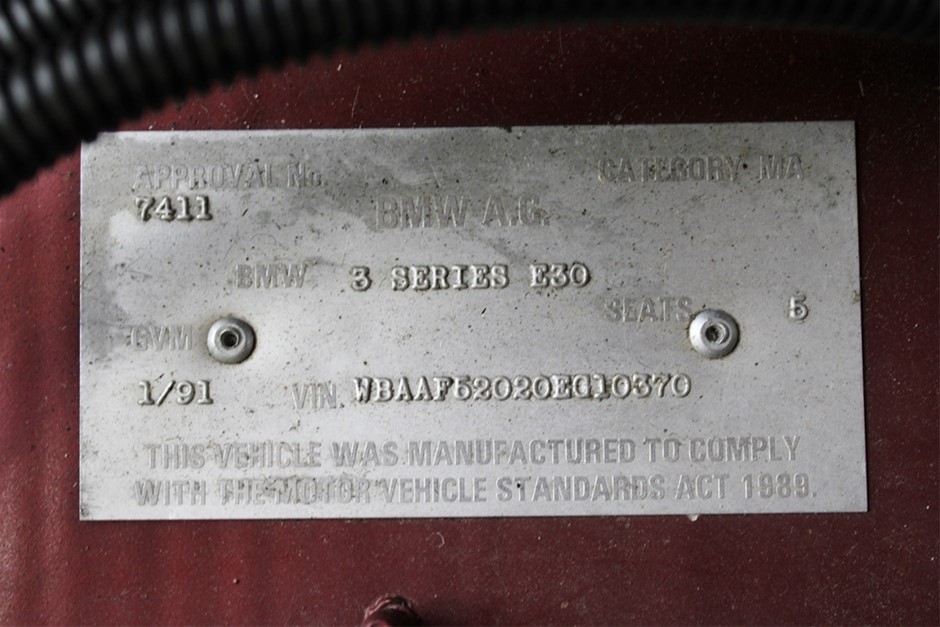 APPROVAL No. CATEGORY MA
7411
BMW A.G.
BMW 3 SERIES E30
SEATS 5
GVM
1/91 VIN. WBAAF52020EG10370
THIS VEHICLE WAS MANUFACTURED TO COMPLY
WITH THE MOTOR VEHICLE STANDARDS ACT 1989.